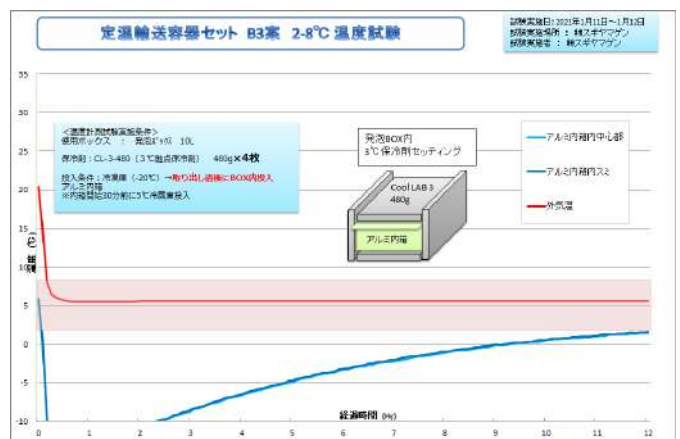 定温輸送容器セット B3案 2-8℃ 温度試験
試験実施日:2021年1月11日～1月12日
試験実施場所 : ㈱スギヤマゲン
試験実施者 : ㈱スギヤマゲン
<温度計測試験実施条件>
使用ボックス : 発泡ボックス 10L
保冷剤:CL-3-480 (3℃融点保冷剤) 480g×4枚
投入条件:冷凍庫 (-20℃) →取り出し直後にBOX内投入
アルミ内箱
※内箱開始30分前に5℃冷蔵庫投入
発泡BOX内
3℃保冷剤セッティング
Cool LAB 3
480g
アルミ内箱
アルミ内箱内中心部
アルミ内箱内スミ
外気温
(℃)
35
30
25
20
15
10
5
0
-5
-10
0 1 2 3 4 5 6 7 8 9 10 11 12
経過時間 (Hr)